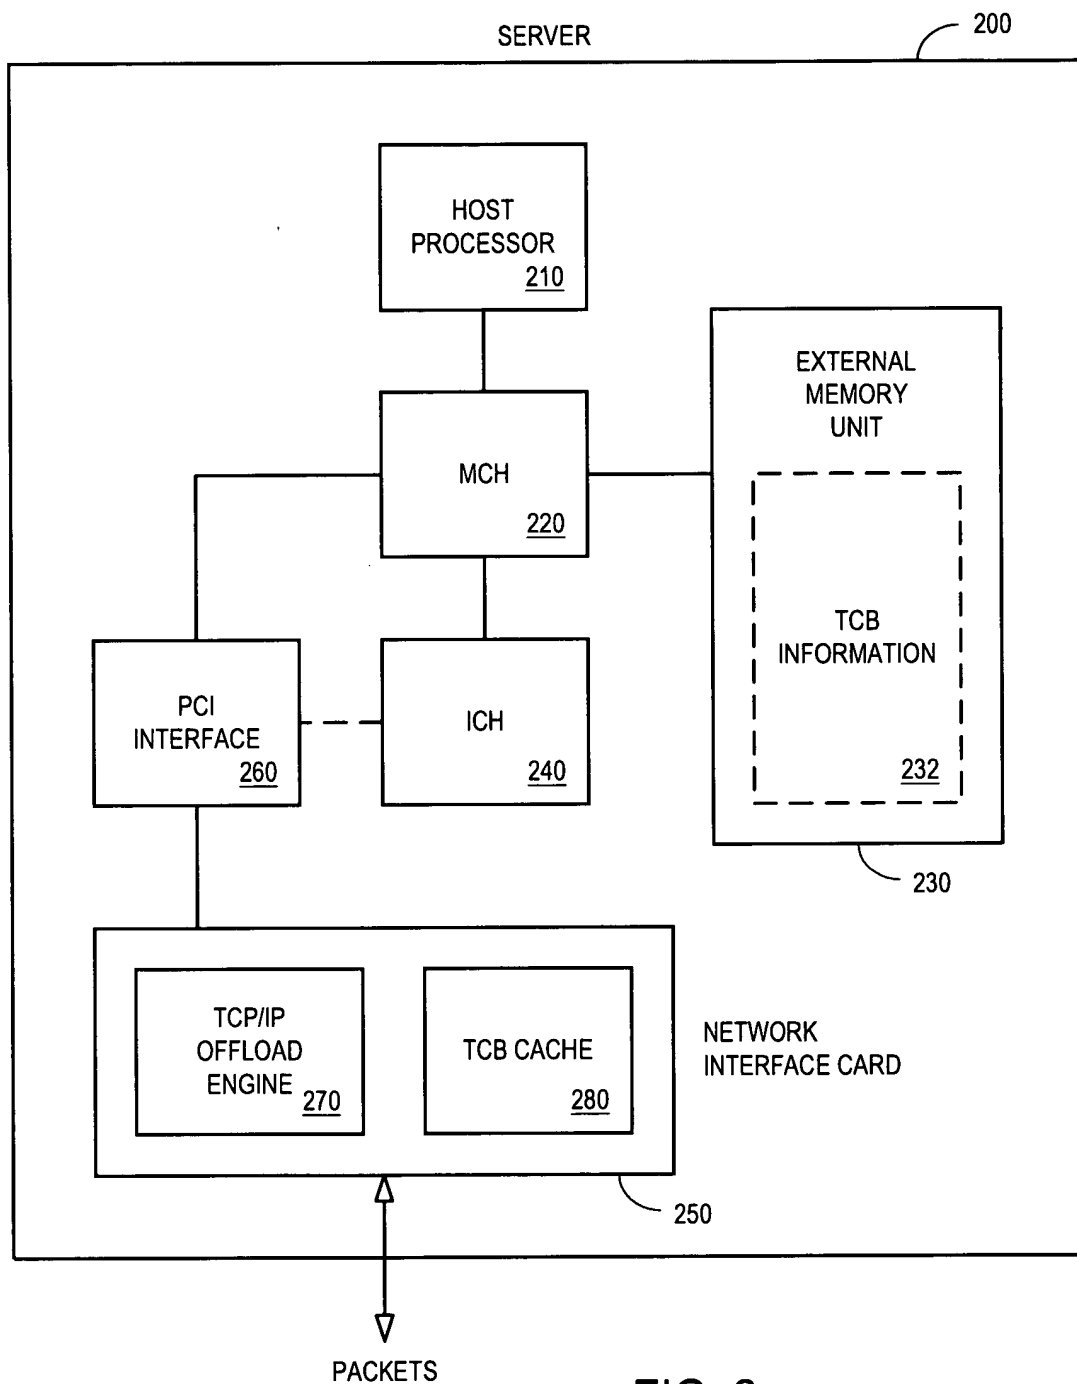 SERVER
200
HOST
PROCESSOR
210
EXTERNAL
MEMORY
UNIT
MCH
220
TCB
INFORMATION
232
PCI
INTERFACE
260
ICH
240
230
TCP/IP
OFFLOAD
ENGINE
270
TCB CACHE
280
NETWORK
INTERFACE CARD
250
PACKETS